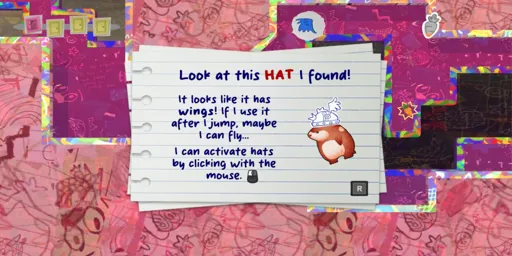 Look at this HAT I found!
It looks like it has
wings! If I use it
after I jump, maybe
I can fly...
I can activate hats
by clicking with the
mouse.
R